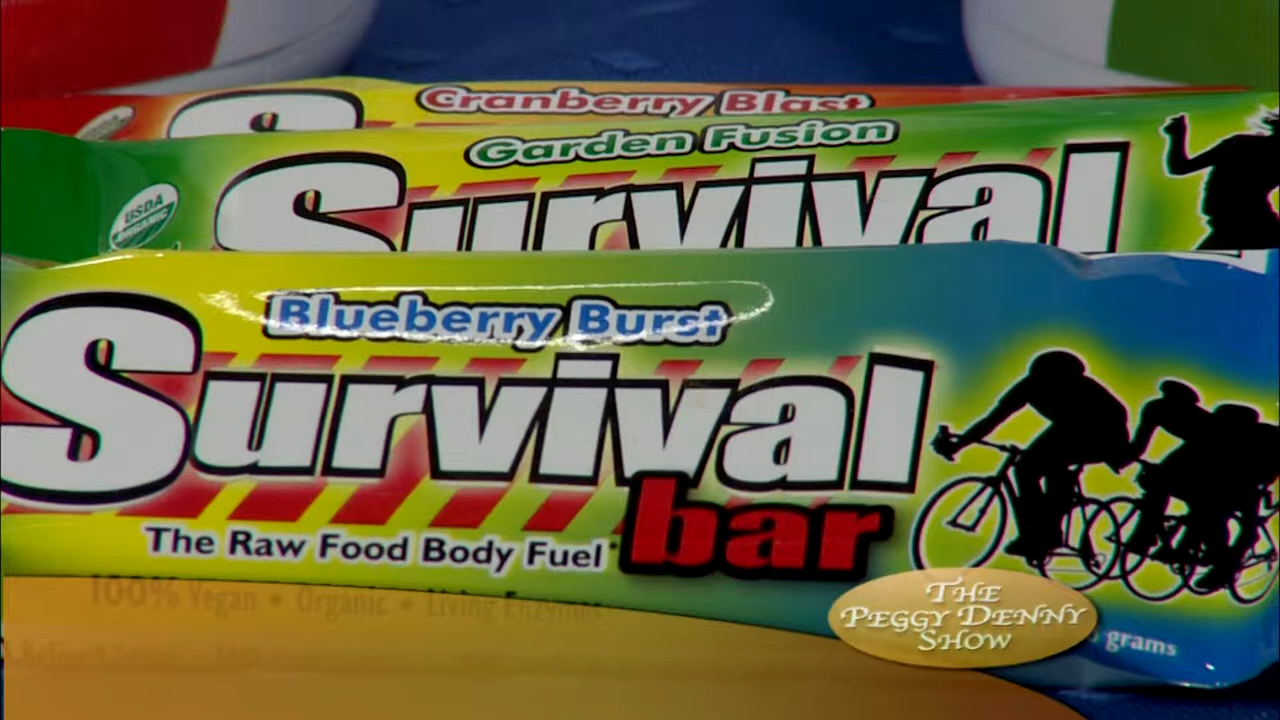 Cranberry Blast
S
Garden Fusion
USDA
ORGANIC
Survival
Blueberry Burst
Survival
bar
The Raw Food Body Fuel
100% Vegan • Organic • Living Enzymes
THE
PEGGY DENNY
SHOW
grams